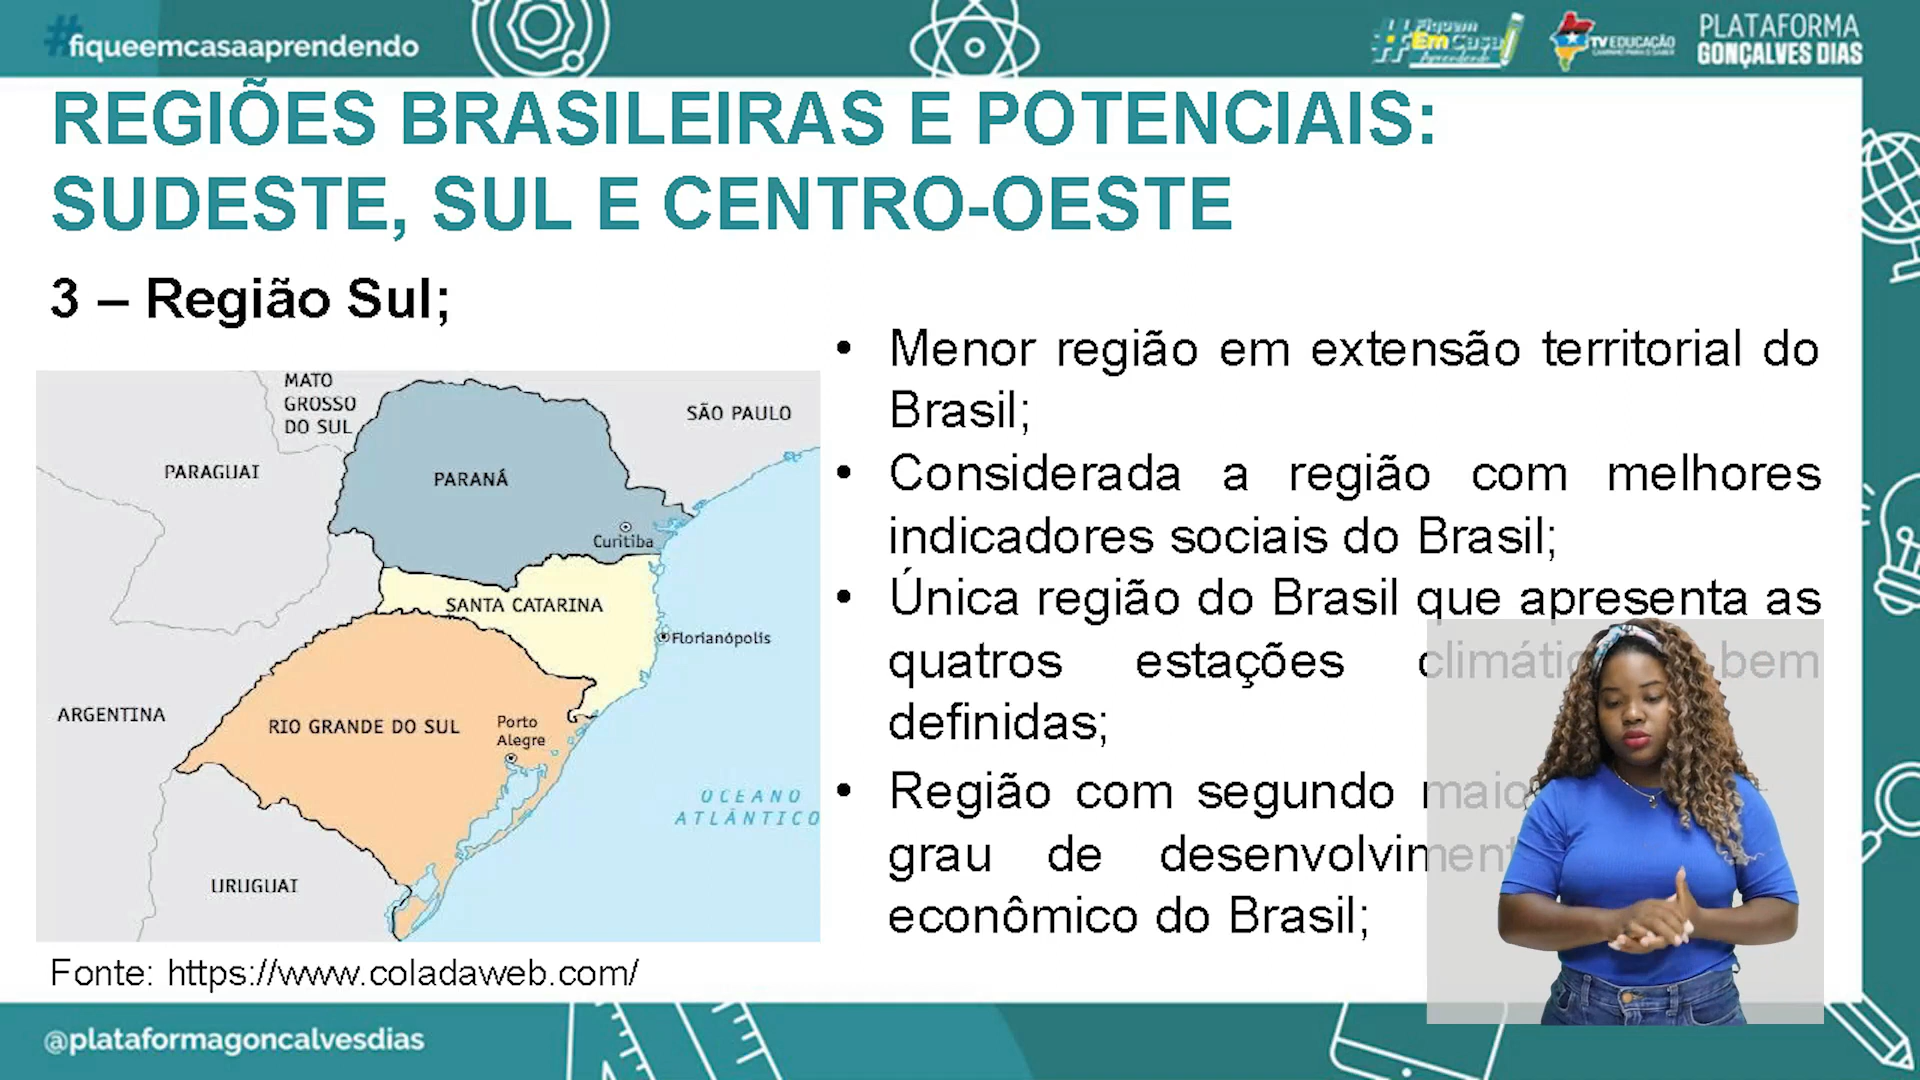 #fiqueemcasaaprendendo
#Fiquem
Em Casa
Aprendendo
TV EDUCAÇÃO
PLATAFORMA
GONÇALVES DIAS
REGIÕES BRASILEIRAS E POTENCIAIS:
SUDESTE, SUL E CENTRO-OESTE
3 – Região Sul;
MATO
GROSSO
DO SUL
SÃO PAULO
PARAGUAI
PARANÁ
Curitiba
SANTA CATARINA
Florianópolis
ARGENTINA
RIO GRANDE DO SUL
Porto
Alegre
OCEANO
ATLÂNTICO
URUGUAI
Fonte: https://www.coladaweb.com/
• Menor região em extensão territorial do
Brasil;
• Considerada a região com melhores
indicadores sociais do Brasil;
• Única região do Brasil que apresenta as
quatros estações bem
definidas;
• Região com segundo
grau de
econômico do Brasil;
@plataformagoncalvesdias